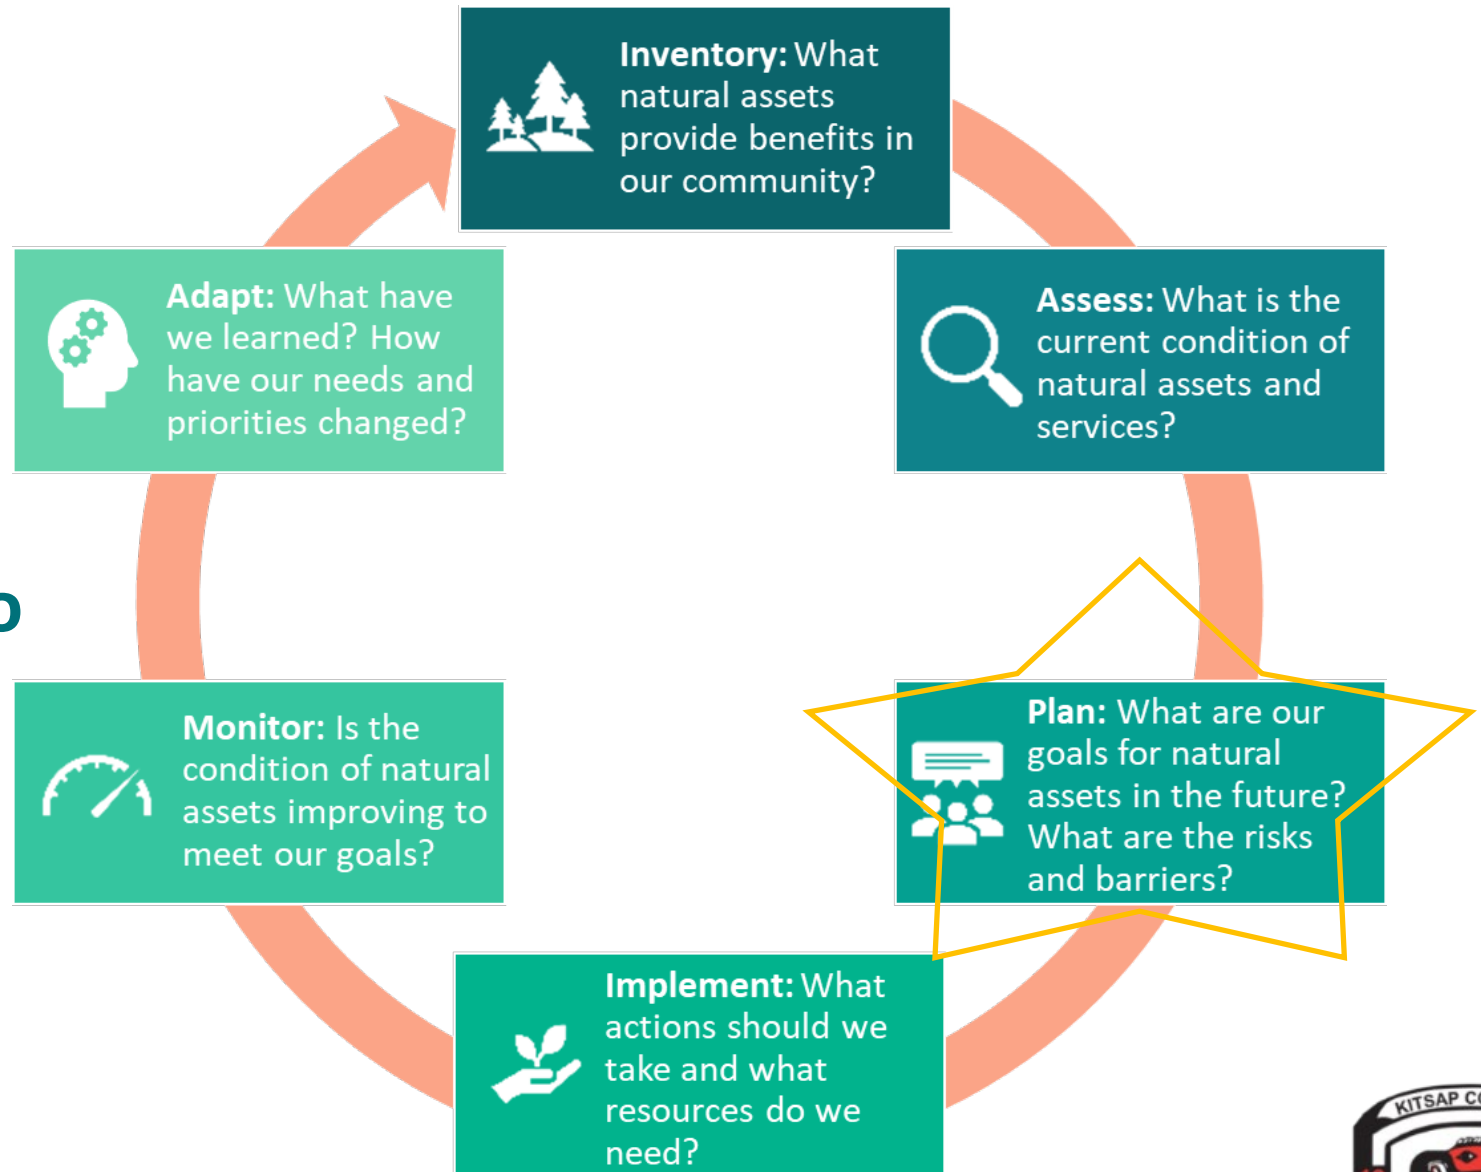 Inventory: What
natural assets
provide benefits in
our community?
Assess: What is the
current condition of
natural assets and
services?
Plan: What are our
goals for natural
assets in the future?
What are the risks
and barriers?
Implement: What
actions should we
take and what
resources do we
need?
Monitor: Is the
condition of natural
assets improving to
meet our goals?
Adapt: What have
we learned? How
have our needs and
priorities changed?
KITSAP